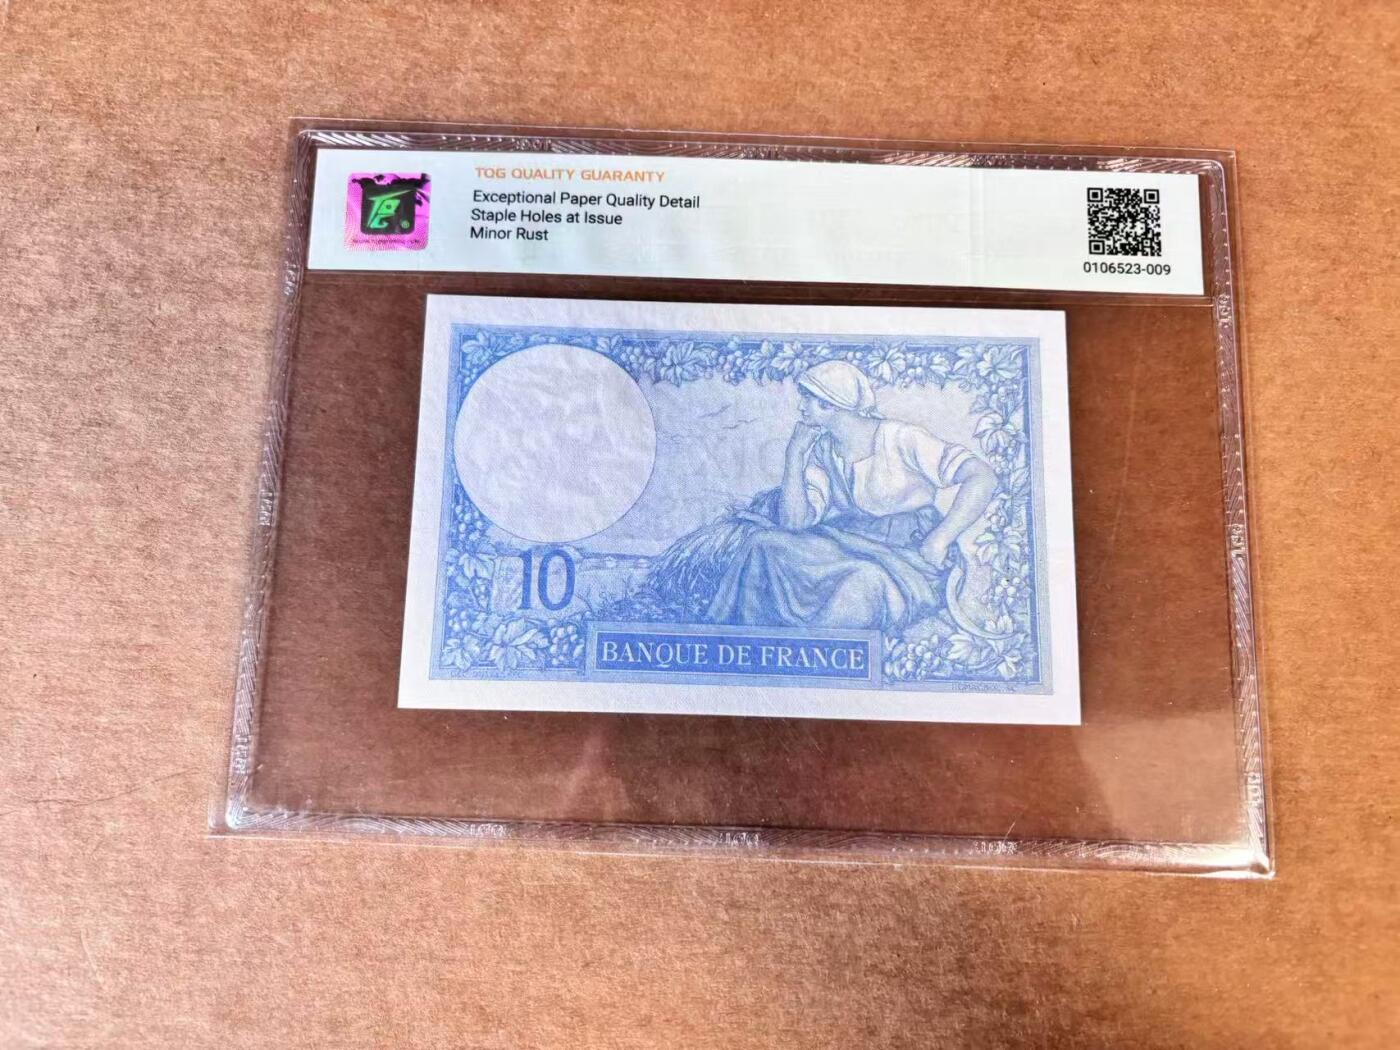 TQG QUALITY GUARANTY
Exceptional Paper Quality Detail
Staple Holes at Issue
Minor Rust
0106523-009
10
BANQUE DE FRANCE